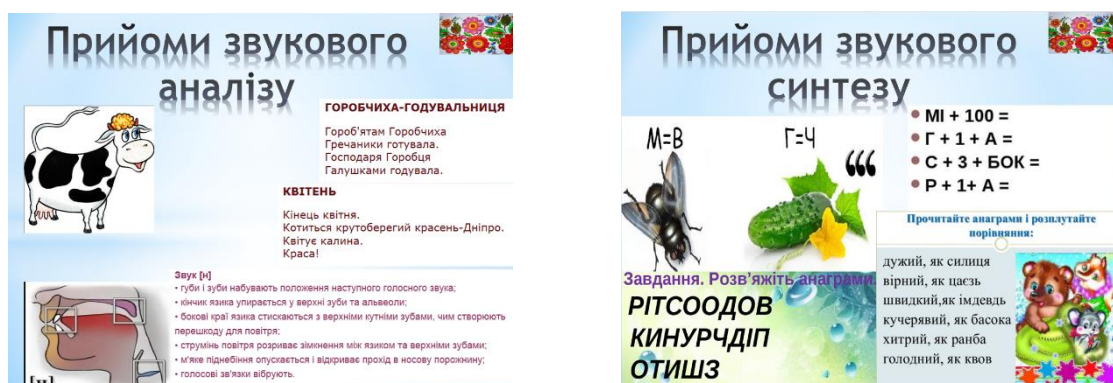 Прийоми звукового
аналізу
ГОРОБЧИХА-ГОДУВАЛЬНИЦЯ
Гороб'ятам Горобчиха
Гречаники готувала.
Господаря Горобця
Галушками годувала.
КВІТЕНЬ
Кінець квітня.
Котиться крутоберегий красень-Дніпро.
Квітує калина.
Краса!
Звук [н]
• губи і зуби набувають положення наступного голосного звука;
• кінчик язика упирається у верхні зуби та альвеоли;
• бокові краї язика стискаються з верхніми кутніми зубами, чим створюють
перешкоду для повітря;
• струмінь повітря розриває зімкнення між язиком та верхніми зубами;
• м'яке піднебіння опускається і відкриває прохід в носову порожнину;
• голосові зв'язки вібрують.
[н]
Прийоми звукового
синтезу
М=В
Г=Ч
• МІ + 100 =
• Г + 1 + А =
• С + 3 + БОК =
• Р + 1+ А =
Завдання. Розв'яжіть анаграми.
РІТСООДОВ
КИНУРЧДІП
ОТИШЗ
Прочитайте анаграми і розплутайте
порівняння:
дужий, як силиця
вірний, як цаєзь
швидкий,як імдевдь
кучерявий, як басока
хитрий, як ранба
голодний, як квов